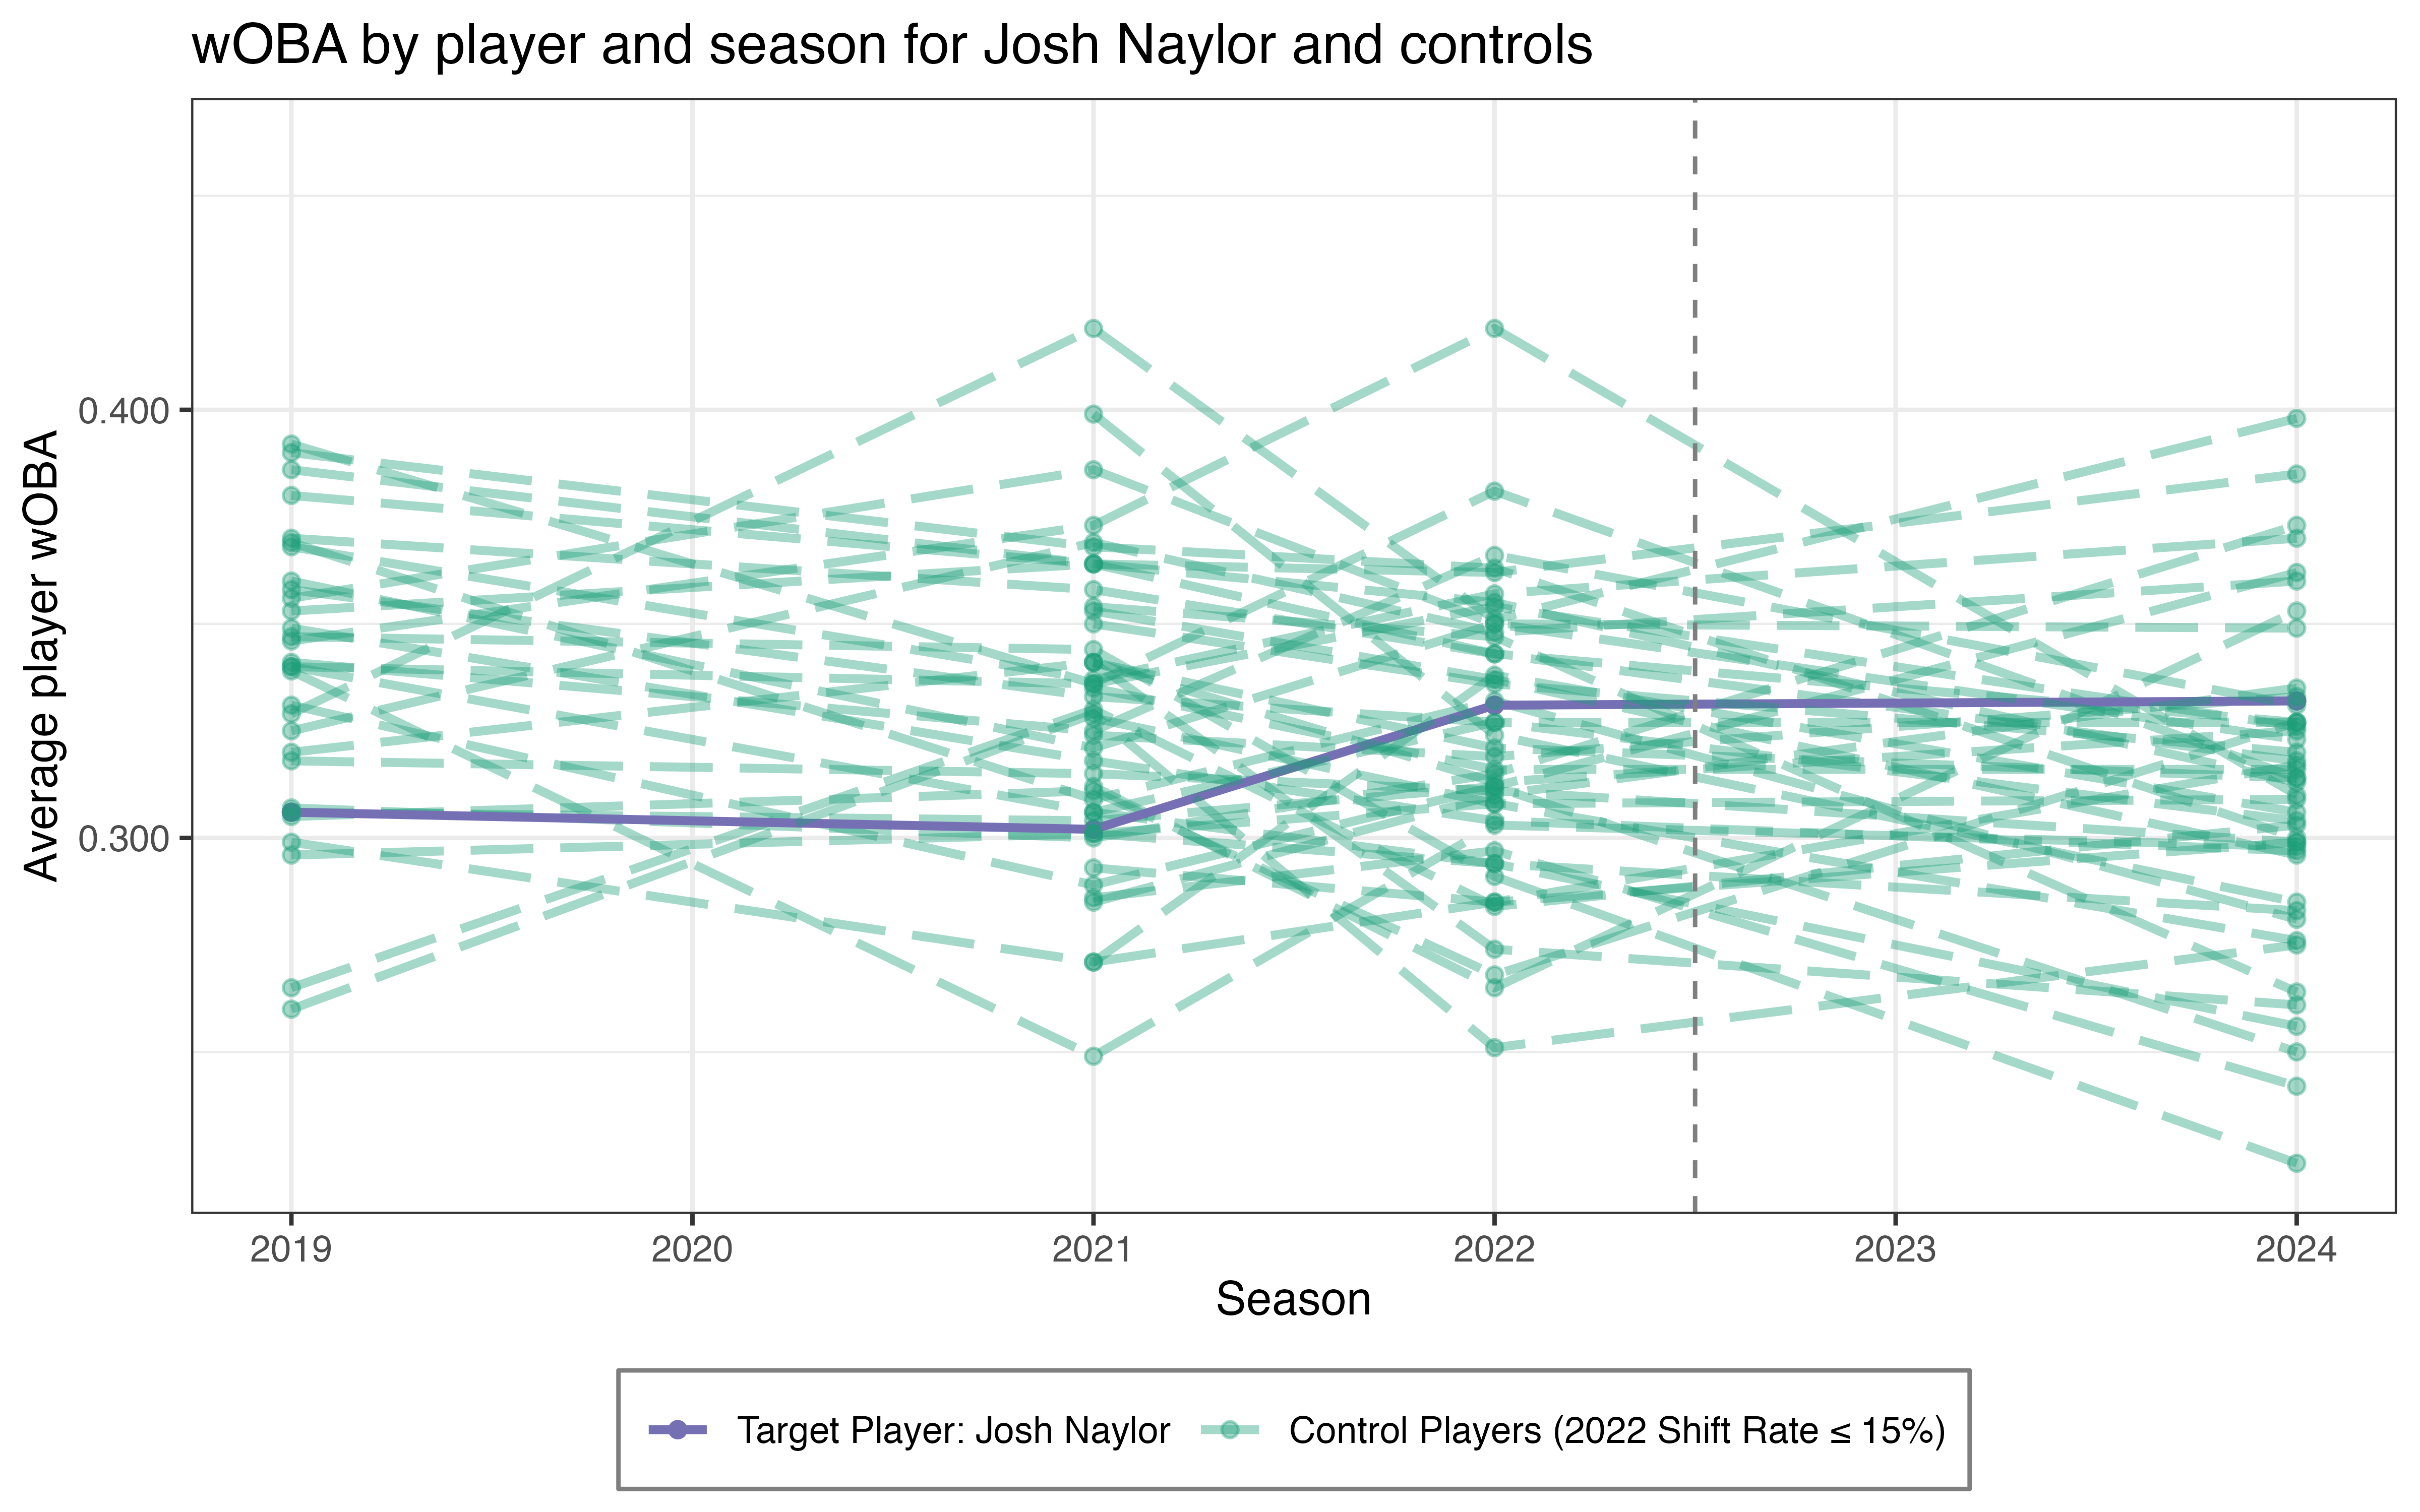 wOBA by player and season for Josh Naylor and controls
Average player wOBA
0.400
0.300
2019 2020 2021 2022 2023 2024
Season
Target Player: Josh Naylor Control Players (2022 Shift Rate ≤ 15%)